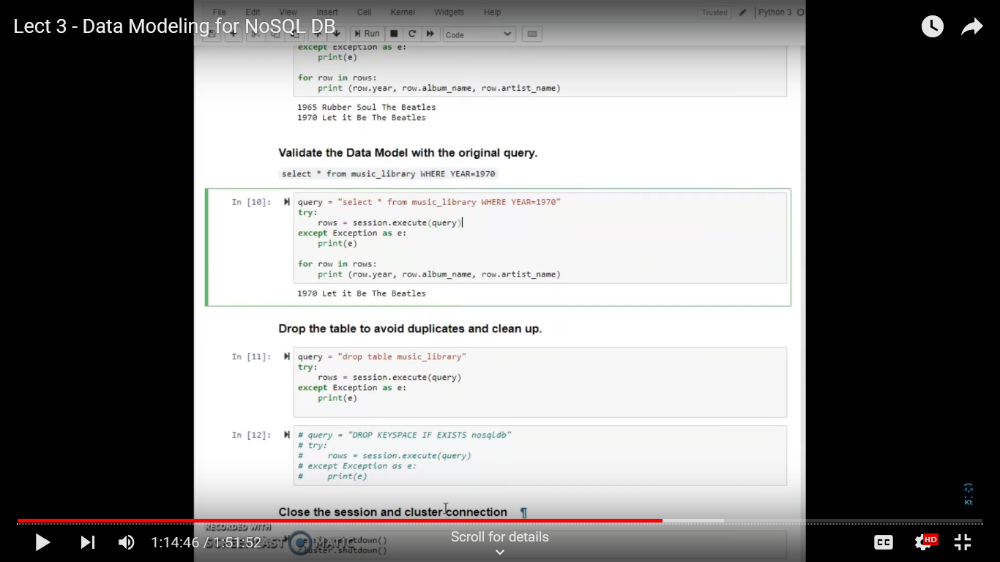 File Edit View Insert Cell Kernel Widgets Help Trusted Python 3
Lect 3 - Data Modeling for NoSQL DB
Run Code
except Exception as e:
print(e)
for row in rows:
print (row.year, row.album_name, row.artist_name)
1965 Rubber Soul The Beatles
1970 Let it Be The Beatles
Validate the Data Model with the original query.
select * from music_library WHERE YEAR=1970
In [10]: query = "select * from music_library WHERE YEAR=1970"
try:
rows = session.execute(query)
except Exception as e:
print(e)
for row in rows:
print (row.year, row.album_name, row.artist_name)
1970 Let it Be The Beatles
Drop the table to avoid duplicates and clean up.
In [11]: query = "drop table music_library"
try:
rows = session.execute(query)
except Exception as e:
print(e)
In [12]: # query = "DROP KEYSPACE IF EXISTS nosqldb"
# try:
# rows = session.execute(query)
# except Exception as e:
# print(e)
Close the session and cluster connection ¶
Kt
RECORDED WITH
1:14:46 / 1:51:52
Scroll for details
cluster.shutdown()
CC HD